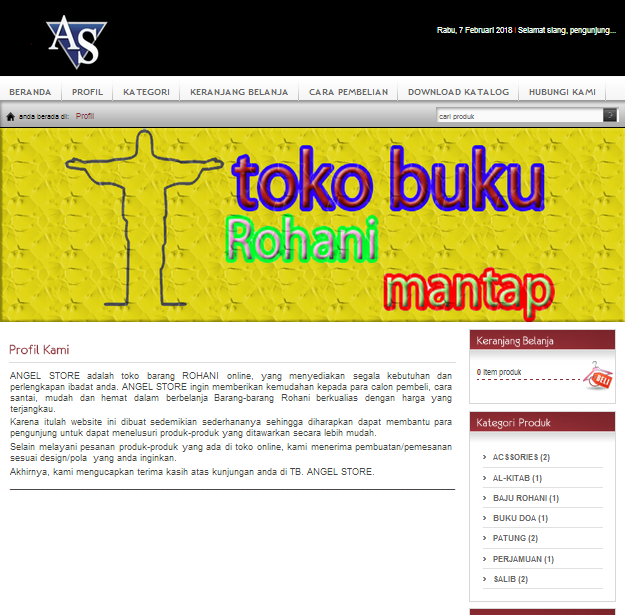 AS
Rabu, 7 Februari 2018 | Selamat siang, pengunjung...
BERANDA PROFIL KATEGORI KERANJANG BELANJA CARA PEMBELIAN DOWNLOAD KATALOG HUBUNGI KAMI
anda berada di: Profil
cari produk
toko buku
Rohani
mantap
Profil Kami
ANGEL STORE adalah toko barang ROHANI online, yang menyediakan segala kebutuhan dan
perlengkapan ibadat anda. ANGEL STORE ingin memberikan kemudahan kepada para calon pembeli, cara
santai, mudah dan hemat dalam berbelanja Barang-barang Rohani berkualias dengan harga yang
terjangkau.
Karena itulah website ini dibuat sedemikian sederhananya sehingga diharapkan dapat membantu para
pengunjung untuk dapat menelusuri produk-produk yang ditawarkan secara lebih mudah.
Selain melayani pesanan produk-produk yang ada di toko online, kami menerima pembuatan/pemesanan
sesuai design/pola yang anda inginkan.
Akhirnya, kami mengucapkan terima kasih atas kunjungan anda di TB. ANGEL STORE.
Keranjang Belanja
0 item produk
BELI
Kategori Produk
ACSSORIES (2)
AL-KITAB (1)
BAJU ROHANI (1)
BUKU DOA (1)
PATUNG (2)
PERJAMUAN (1)
SALIB (2)